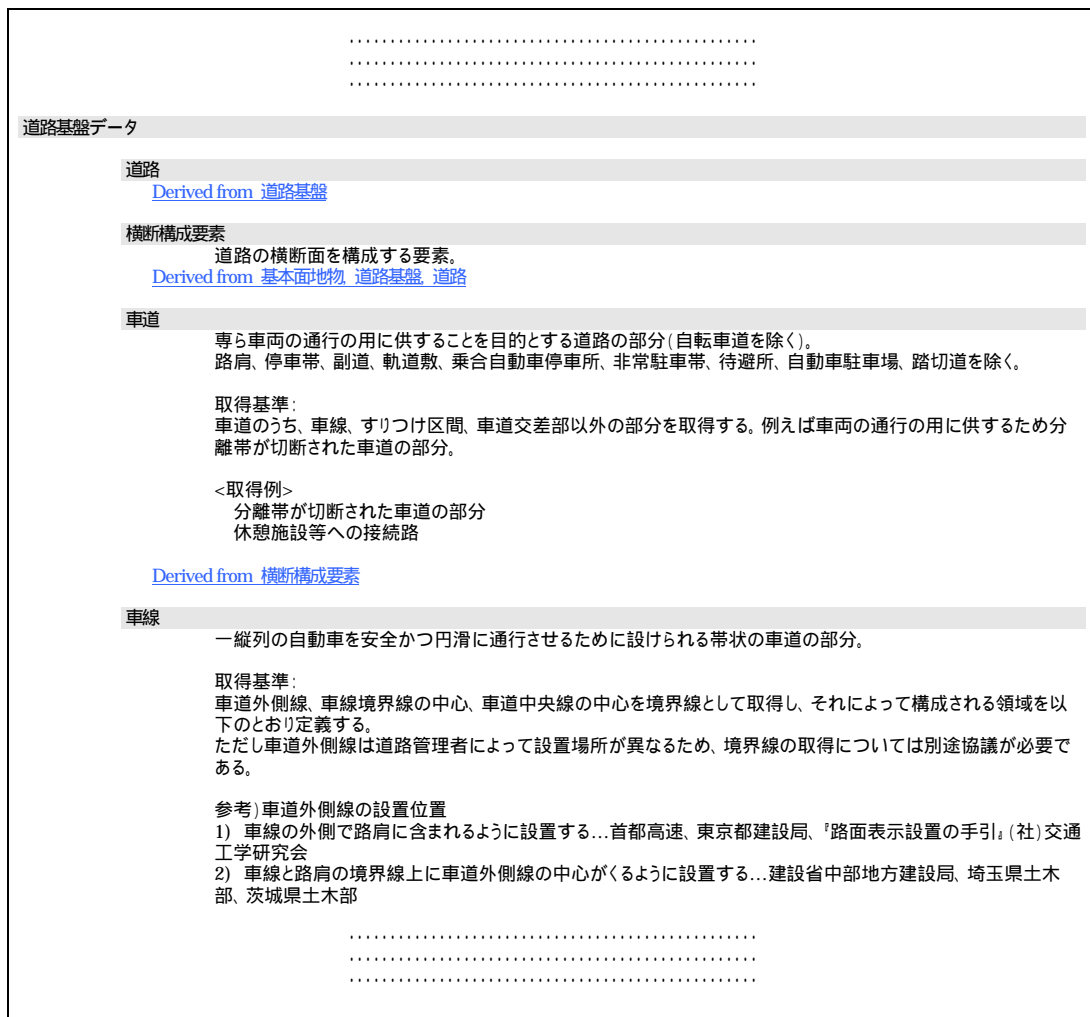 ..................................................
..................................................
..................................................
道路基盤データ
道路
Derived from 道路基盤
横断構成要素
道路の横断面を構成する要素。
Derived from 基本面地物, 道路基盤, 道路
車道
専ら車両の通行の用に供することを目的とする道路の部分(自転車道を除く)。
路肩、停車帯、副道、軌道敷、乗合自動車停車所、非常駐車帯、待避所、自動車駐車場、踏切道を除く。
取得基準:
車道のうち、車線、すりつけ区間、車道交差部以外の部分を取得する。例えば車両の通行の用に供するため分
離帯が切断された車道の部分。
<取得例>
分離帯が切断された車道の部分
休憩施設等への接続路
Derived from 横断構成要素
車線
一縦列の自動車を安全かつ円滑に通行させるために設けられる帯状の車道の部分。
取得基準:
車道外側線、車線境界線の中心、車道中央線の中心を境界線として取得し、それによって構成される領域を以
下のとおり定義する。
ただし車道外側線は道路管理者によって設置場所が異なるため、境界線の取得については別途協議が必要で
ある。
参考)車道外側線の設置位置
1) 車線の外側で路肩に含まれるように設置する…首都高速、東京都建設局、『路面表示設置の手引』(社)交通
工学研究会
2) 車線と路肩の境界線上に車道外側線の中心がくるように設置する…建設省中部地方建設局、埼玉県土木
部、茨城県土木部
..................................................
..................................................
..................................................